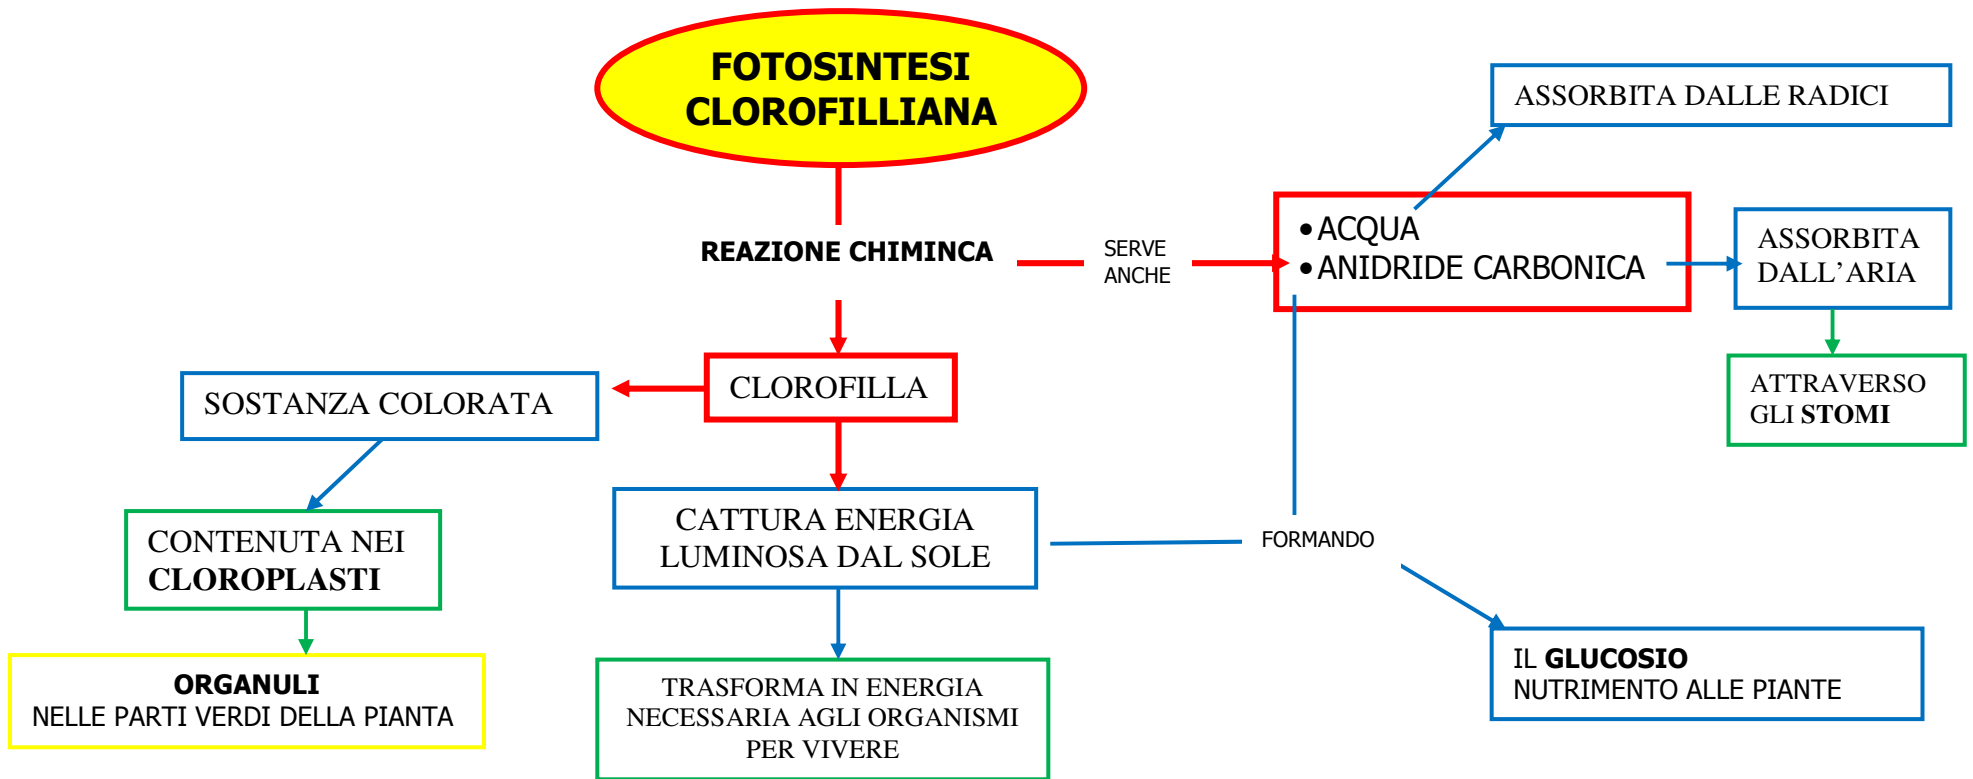 FOTOSINTESI
CLOROFILLIANA
ASSORBITA DALLE RADICI
REAZIONE CHIMINCA
SERVE
ANCHE
•ACQUA
•ANIDRIDE CARBONICA
ASSORBITA
DALL’ARIA
ATTRAVERSO
GLI STOMI
CLOROFILLA
SOSTANZA COLORATA
CONTENUTA NEI
CLOROPLASTI
CATTURA ENERGIA
LUMINOSA DAL SOLE
FORMANDO
ORGANULI
NELLE PARTI VERDI DELLA PIANTA
TRASFORMA IN ENERGIA
NECESSARIA AGLI ORGANISMI
PER VIVERE
IL GLUCOSIO
NUTRIMENTO ALLE PIANTE